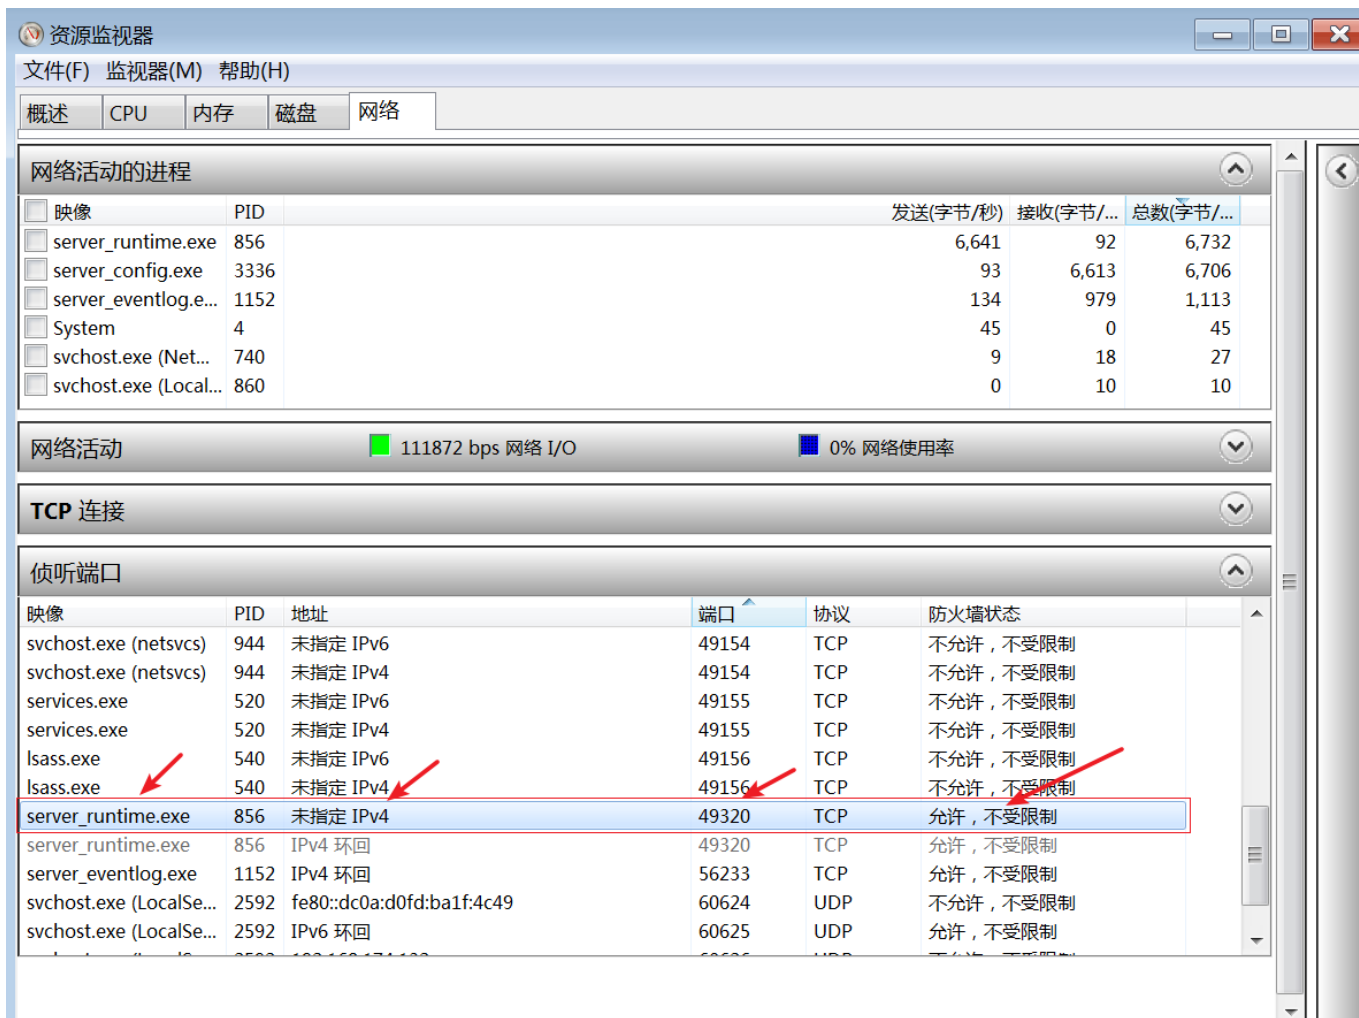 资源监视器
文件(F) 监视器(M) 帮助(H)
概述 CPU 内存 磁盘 网络
网络活动的进程
映像 PID 发送(字节/秒) 接收(字节/... 总数(字节/...
server_runtime.exe 856 6,641 92 6,732
server_config.exe 3336 93 6,613 6,706
server_eventlog.e... 1152 134 979 1,113
System 4 45 0 45
svchost.exe (Net... 740 9 18 27
svchost.exe (Local... 860 0 10 10
网络活动 111872 bps 网络 I/O 0% 网络使用率
TCP 连接
侦听端口
映像 PID 地址 端口 协议 防火墙状态
svchost.exe (netsvcs) 944 未指定 IPv6 49154 TCP 不允许，不受限制
svchost.exe (netsvcs) 944 未指定 IPv4 49154 TCP 不允许，不受限制
services.exe 520 未指定 IPv6 49155 TCP 不允许，不受限制
services.exe 520 未指定 IPv4 49155 TCP 不允许，不受限制
lsass.exe 540 未指定 IPv6 49156 TCP 不允许，不受限制
lsass.exe 540 未指定 IPv4 49156 TCP 不允许，不受限制
server_runtime.exe 856 未指定 IPv4 49320 TCP 允许，不受限制
server_runtime.exe 856 IPv4 环回 49320 TCP 允许，不受限制
server_eventlog.exe 1152 IPv4 环回 56233 TCP 允许，不受限制
svchost.exe (LocalSe... 2592 fe80::dc0a:d0fd:ba1f:4c49 60624 UDP 不允许，不受限制
svchost.exe (LocalSe... 2592 IPv6 环回 60625 UDP 允许，不受限制